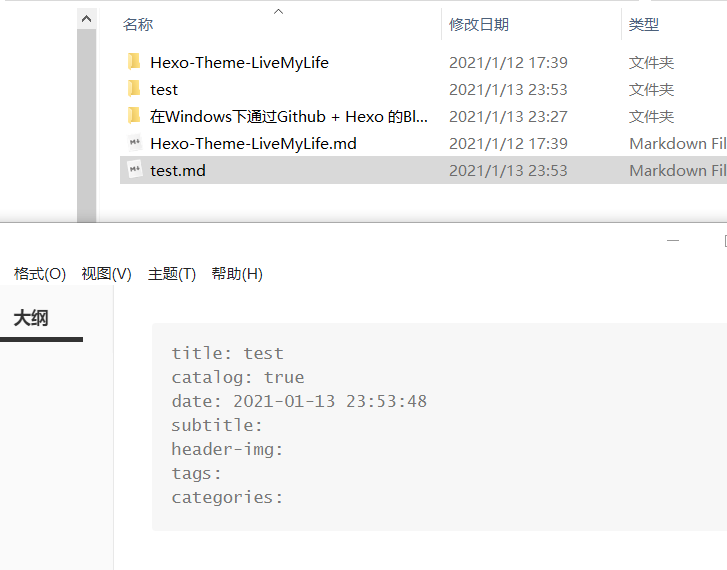 名称 修改日期 类型
Hexo-Theme-LiveMyLife 2021/1/12 17:39 文件夹
test 2021/1/13 23:53 文件夹
在Windows下通过Github + Hexo 的Bl... 2021/1/13 23:27 文件夹
Hexo-Theme-LiveMyLife.md 2021/1/12 17:39 Markdown Fil
test.md 2021/1/13 23:53 Markdown Fil
格式(O) 视图(V) 主题(T) 帮助(H)
大纲
title: test
catalog: true
date: 2021-01-13 23:53:48
subtitle:
header-img:
tags:
categories: